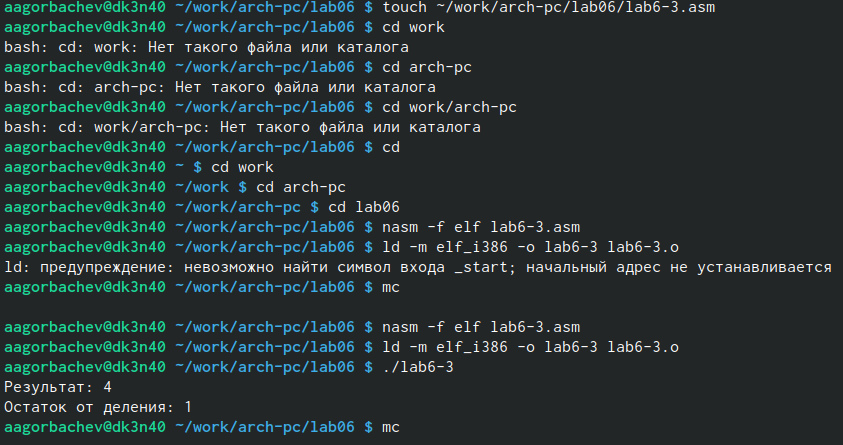 aagorbachev@dk3n40 ~/work/arch-pc/lab06 $ touch ~/work/arch-pc/lab06/lab6-3.asm
aagorbachev@dk3n40 ~/work/arch-pc/lab06 $ cd work
bash: cd: work: Нет такого файла или каталога
aagorbachev@dk3n40 ~/work/arch-pc/lab06 $ cd arch-pc
bash: cd: arch-pc: Нет такого файла или каталога
aagorbachev@dk3n40 ~/work/arch-pc/lab06 $ cd work/arch-pc
bash: cd: work/arch-pc: Нет такого файла или каталога
aagorbachev@dk3n40 ~/work/arch-pc/lab06 $ cd
aagorbachev@dk3n40 ~ $ cd work
aagorbachev@dk3n40 ~/work $ cd arch-pc
aagorbachev@dk3n40 ~/work/arch-pc $ cd lab06
aagorbachev@dk3n40 ~/work/arch-pc/lab06 $ nasm -f elf lab6-3.asm
aagorbachev@dk3n40 ~/work/arch-pc/lab06 $ ld -m elf_i386 -o lab6-3 lab6-3.o
ld: предупреждение: невозможно найти символ входа _start; начальный адрес не устанавливается
aagorbachev@dk3n40 ~/work/arch-pc/lab06 $ mc
aagorbachev@dk3n40 ~/work/arch-pc/lab06 $ nasm -f elf lab6-3.asm
aagorbachev@dk3n40 ~/work/arch-pc/lab06 $ ld -m elf_i386 -o lab6-3 lab6-3.o
aagorbachev@dk3n40 ~/work/arch-pc/lab06 $ ./lab6-3
Результат: 4
Остаток от деления: 1
aagorbachev@dk3n40 ~/work/arch-pc/lab06 $ mc